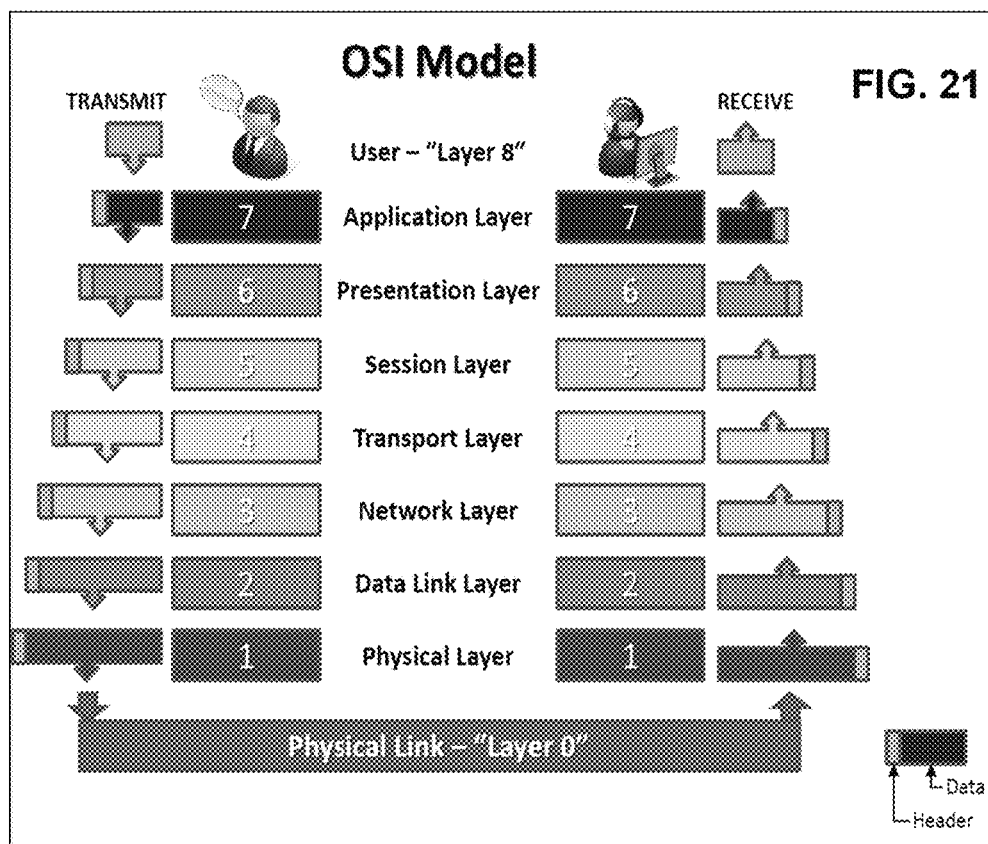 OSI Model
FIG. 21
TRANSMIT
RECEIVE
User – "Layer 8"
7 Application Layer 7
6 Presentation Layer 6
5 Session Layer 5
4 Transport Layer 4
3 Network Layer 3
2 Data Link Layer 2
1 Physical Layer 1
Physical Link – "Layer 0"
Data
Header